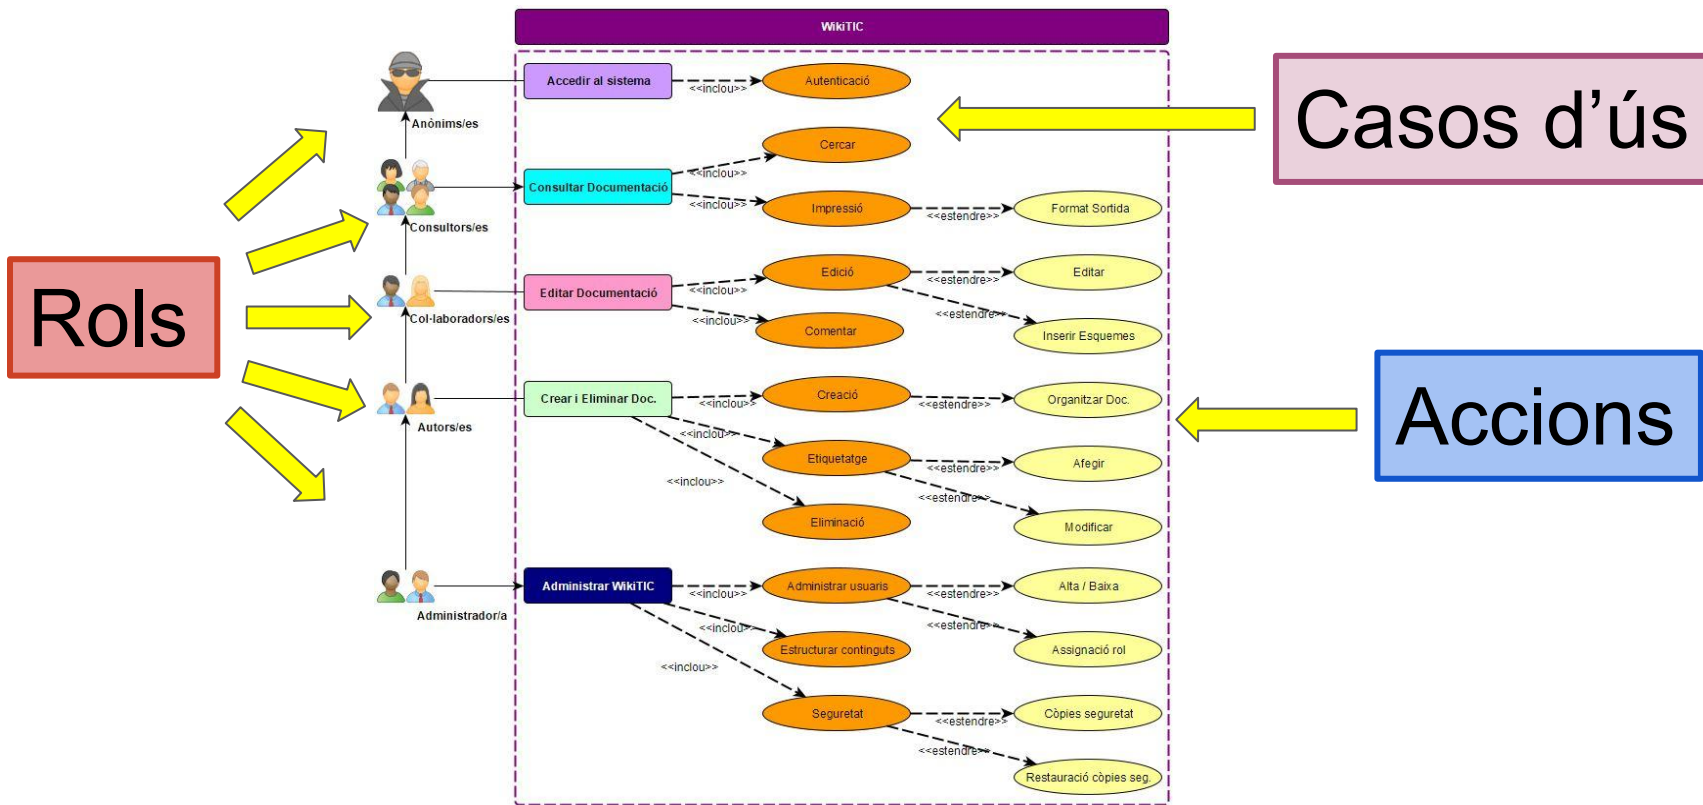 WikiTIC
Accedir al sistema
<<inclou>>
Autenticació
Anònims/es
Casos d'ús
Cercar
<<inclou>>
Consultar Documentació
<<inclou>>
Impressió
<<estendre>>
Format Sortida
Consultors/es
Rols
Edició
<<estendre>>
Editar
<<inclou>>
Editar Documentació
<<inclou>>
<<estendre>>
Col·laboradors/es
Comentar
Inserir Esquemes
Crear i Eliminar Doc.
<<inclou>>
Creació
<<estendre>>
Organitzar Doc.
Accions
Autors/es
<<inclou>>
Etiquetatge
<<estendre>>
Afegir
<<inclou>>
<<estendre>>
Eliminació
Modificar
Administrar WikiTIC
<<inclou>>
Administrar usuaris
<<estendre>>
Alta / Baixa
Administrador/a
<<inclou>>
<<estendre>>
Estructurar continguts
Assignació rol
<<inclou>>
Seguretat
<<estendre>>
Còpies seguretat
<<estendre>>
Restauració còpies seg.